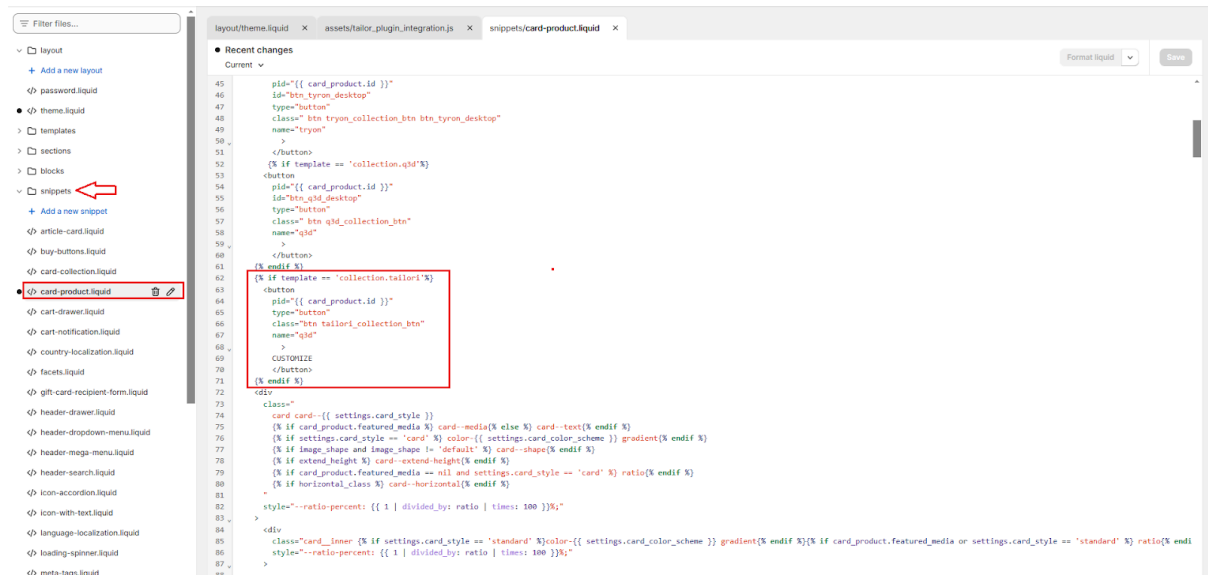 Filter files...
layout
+ Add a new layout
</> password.liquid
</> theme.liquid
templates
sections
blocks
snippets
+ Add a new snippet
</> article-card.liquid
</> buy-buttons.liquid
</> card-collection.liquid
</> card-product.liquid
</> cart-drawer.liquid
</> cart-notification.liquid
</> country-localization.liquid
</> facets.liquid
</> gift-card-recipient-form.liquid
</> header-drawer.liquid
</> header-dropdown-menu.liquid
</> header-mega-menu.liquid
</> header-search.liquid
</> icon-accordion.liquid
</> icon-with-text.liquid
</> language-localization.liquid
</> loading-spinner.liquid
</> meta-tags.liquid
layout/theme.liquid × assets/tailor_plugin_integration.js × snippets/card-product.liquid ×
Recent changes
Current
Format liquid
Save
45 pid="{{ card_product.id }}"
46 id="btn_tyron_desktop"
47 type="button"
48 class=" btn tryon_collection_btn btn_tyron_desktop"
49 name="tryon"
50 >
51 </button>
52 {% if template == 'collection.q3d'%}
53 <button
54 pid="{{ card_product.id }}"
55 id="btn_q3d_desktop"
56 type="button"
57 class=" btn q3d_collection_btn"
58 name="q3d"
59 >
60 </button>
61 {% endif %}
62 {% if template == 'collection.tailori'%}
63 <button
64 pid="{{ card_product.id }}"
65 type="button"
66 class="btn tailori_collection_btn"
67 name="q3d"
68 >
69 CUSTOMIZE
70 </button>
71 {% endif %}
72 <div
73 class="
74 card card--{{ settings.card_style }}
75 {% if card_product.featured_media %} card--media{% else %} card--text{% endif %}
76 {% if settings.card_style == 'card' %} color-{{ settings.card_color_scheme }} gradient{% endif %}
77 {% if image_shape and image_shape != 'default' %} card--shape{% endif %}
78 {% if extend_height %} card--extend-height{% endif %}
79 {% if card_product.featured_media == nil and settings.card_style == 'card' %} ratio{% endif %}
80 {% if horizontal_class %} card--horizontal{% endif %}
81 "
82 style="--ratio-percent: {{ 1 | divided_by: ratio | times: 100 }}%;"
83 >
84 <div
85 class="card__inner {% if settings.card_style == 'standard' %}color-{{ settings.card_color_scheme }} gradient{% endif %}{% if card_product.featured_media or settings.card_style == 'standard' %} ratio{% endi
86 style="--ratio-percent: {{ 1 | divided_by: ratio | times: 100 }}%;"
87 >